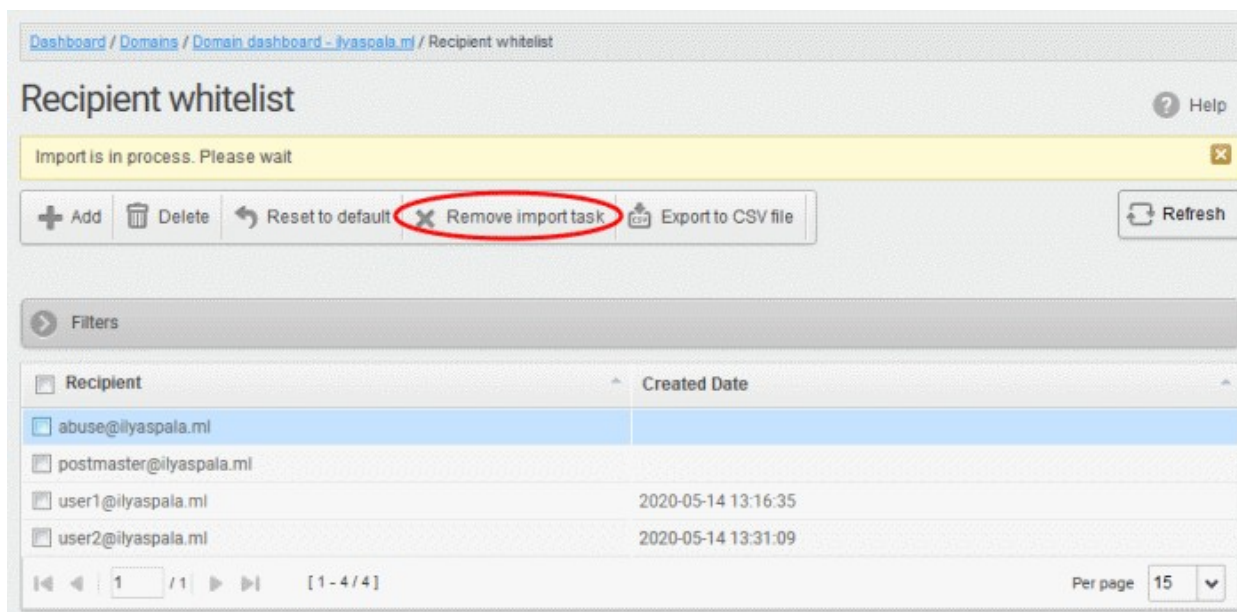 Dashboard / Domains / Domain dashboard - ilyaspala.ml / Recipient whitelist
Recipient whitelist
Help
Import is in process. Please wait
Add Delete Reset to default Remove import task CSV Export to CSV file Refresh
Filters
Recipient Created Date
abuse@ilyaspala.ml
postmaster@ilyaspala.ml
user1@ilyaspala.ml 2020-05-14 13:16:35
user2@ilyaspala.ml 2020-05-14 13:31:09
1 / 1 [ 1 - 4 / 4 ] Per page 15